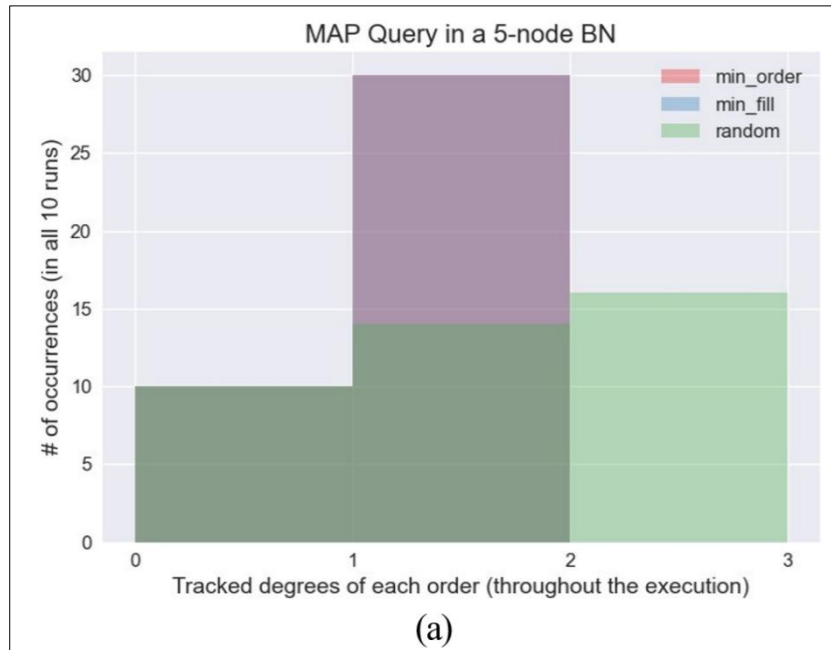 MAP Query in a 5-node BN
min_order
min_fill
random
# of occurrences (in all 10 runs)
30
25
20
15
10
5
0
0 1 2 3
Tracked degrees of each order (throughout the execution)
(a)